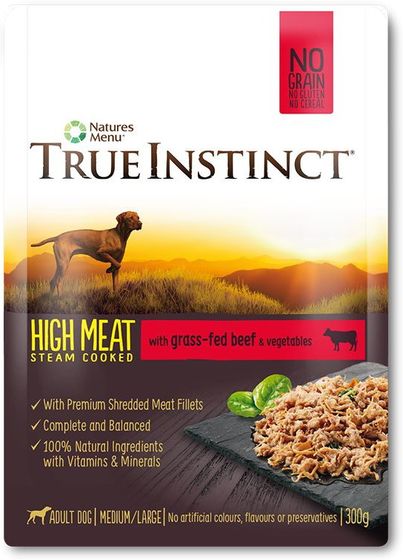 NO
GRAIN
NO GLUTEN
NO CEREAL
Natures
Menu
TRUE INSTINCT®
HIGH MEAT
STEAM COOKED
with grass-fed beef & vegetables
✓ With Premium Shredded Meat Fillets
✓ Complete and Balanced
✓ 100% Natural Ingredients
with Vitamins & Minerals
ADULT DOG | MEDIUM/LARGE | No artificial colours, flavours or preservatives | 300g